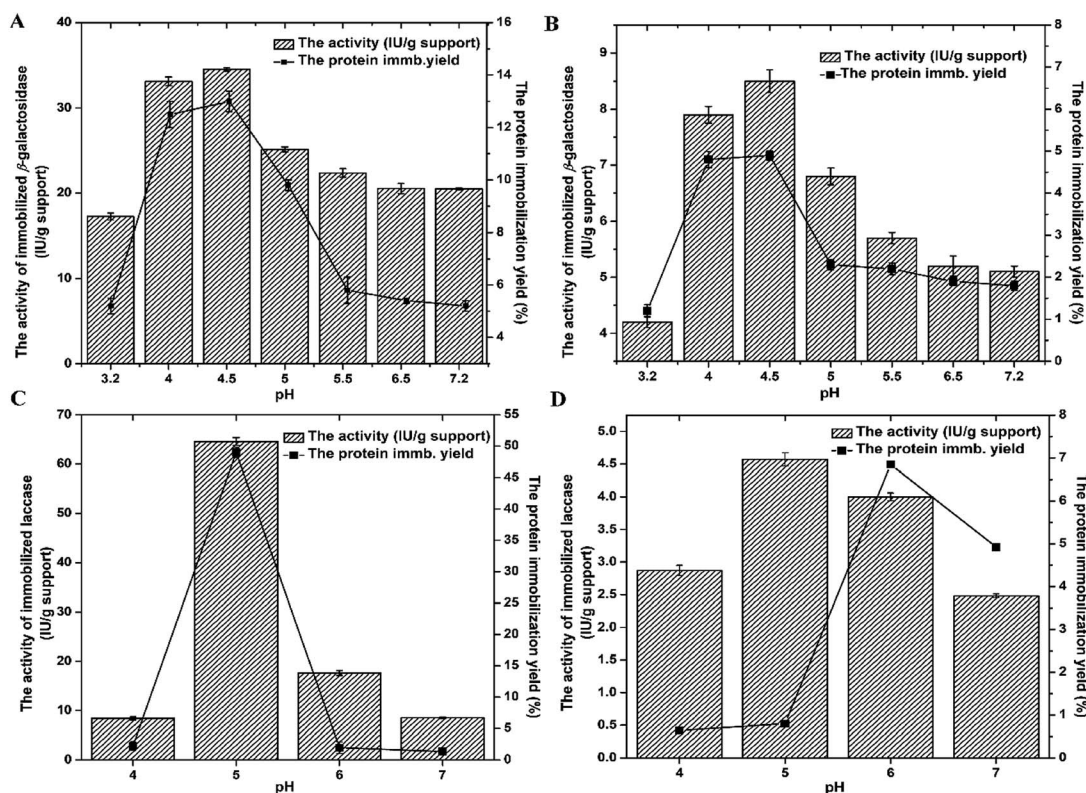 A
The activity of immobilized β-galactosidase
(IU/g support)
40
30
20
10
0
The activity (IU/g support)
The protein immb.yield
16
14
12
10
8
6
4
The protein immobilization yield (%)
3.2 4 4.5 5 5.5 6.5 7.2
pH
B
The activity of immobilized β-galactosidase
(IU/g support)
9
8
7
6
5
4
The activity (IU/g support)
The protein immb. yield
8
7
6
5
4
3
2
1
0
The protein immobilization yield (%)
3.2 4 4.5 5 5.5 6.5 7.2
pH
C
The activity of immobilized laccase
(IU/g support)
70
60
50
40
30
20
10
0
The activity (IU/g support)
The protein immb. yield
55
50
45
40
35
30
25
20
15
10
5
0
The protein immobilization yield (%)
4 5 6 7
pH
D
The activity of immobilized laccase
(IU/g support)
5.0
4.5
4.0
3.5
3.0
2.5
2.0
1.5
1.0
0.5
0.0
The activity (IU/g support)
The protein immb. yield
8
7
6
5
4
3
2
1
0
The protein immobilization yield (%)
4 5 6 7
pH